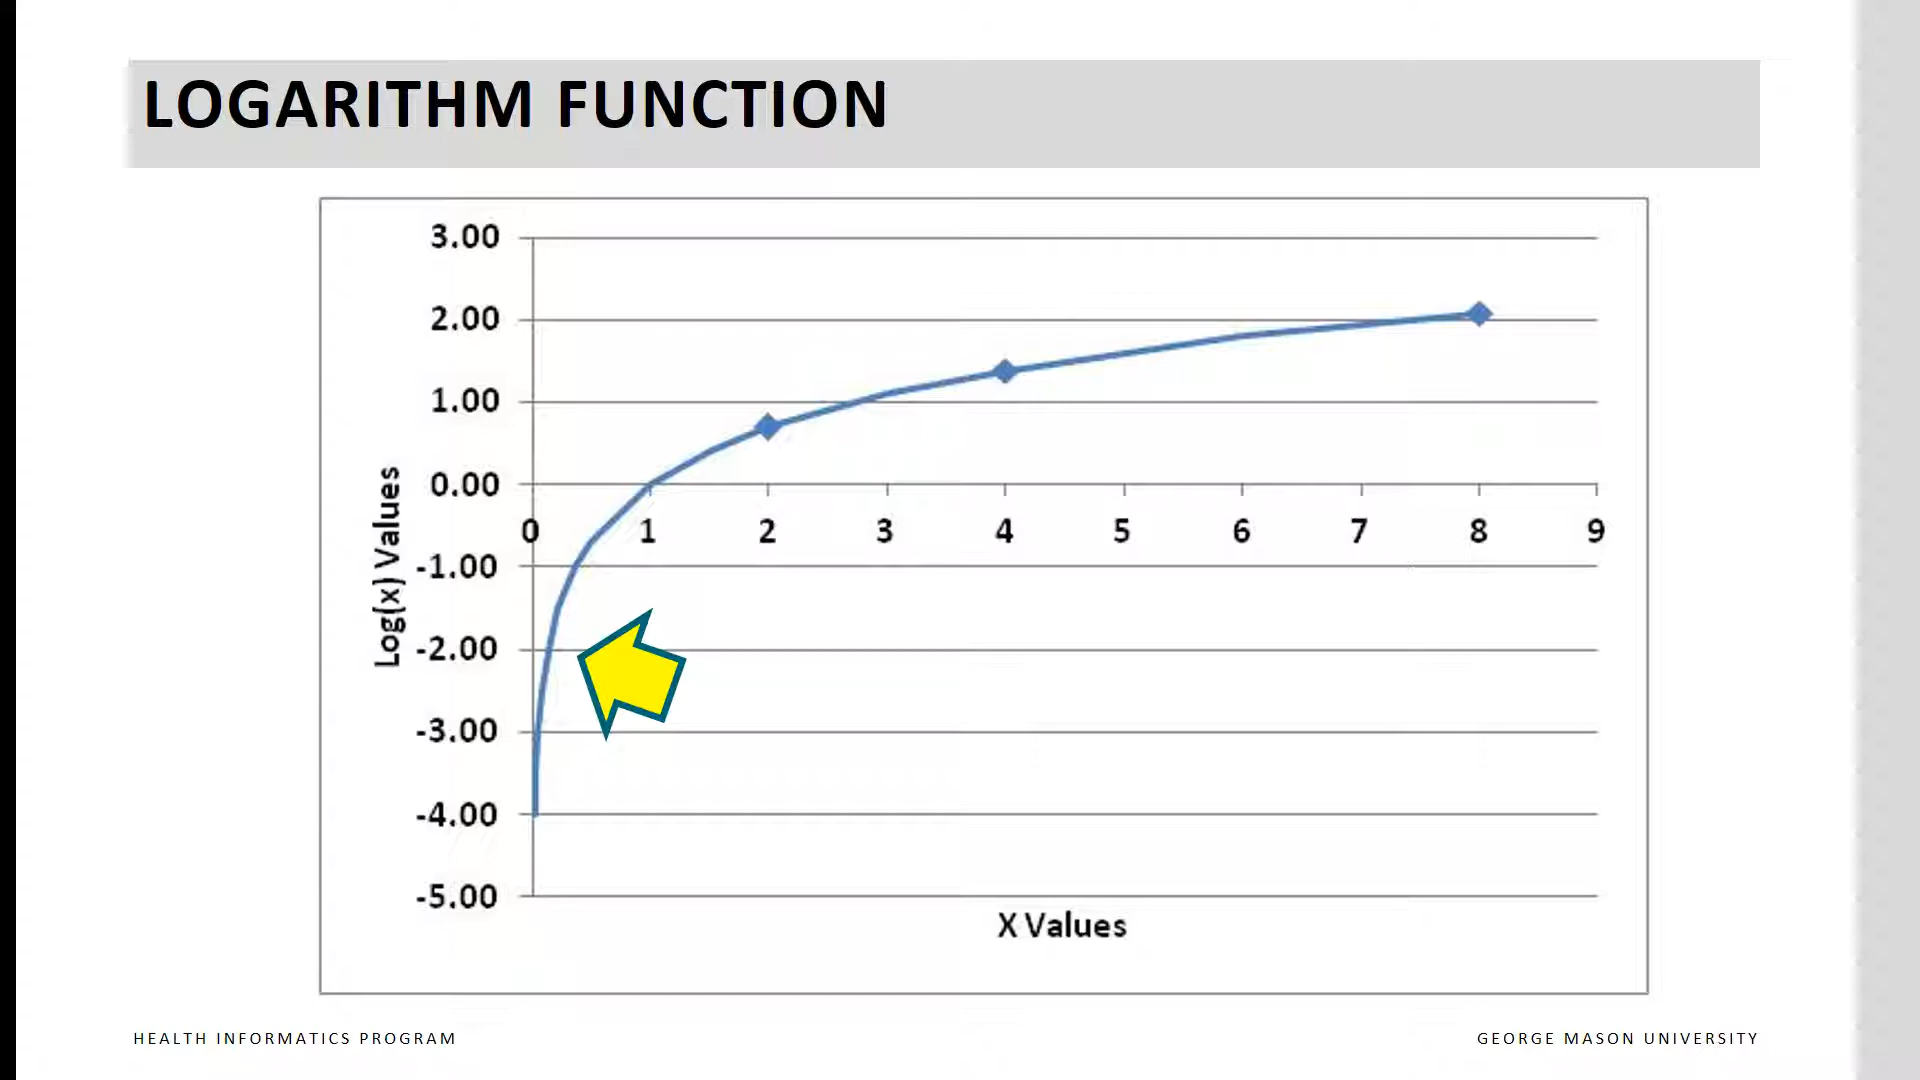 LOGARITHM FUNCTION
3.00
2.00
1.00
0.00
-1.00
-2.00
-3.00
-4.00
-5.00
Log(x) Values
0 1 2 3 4 5 6 7 8 9
X Values
HEALTH INFORMATICS PROGRAM
GEORGE MASON UNIVERSITY